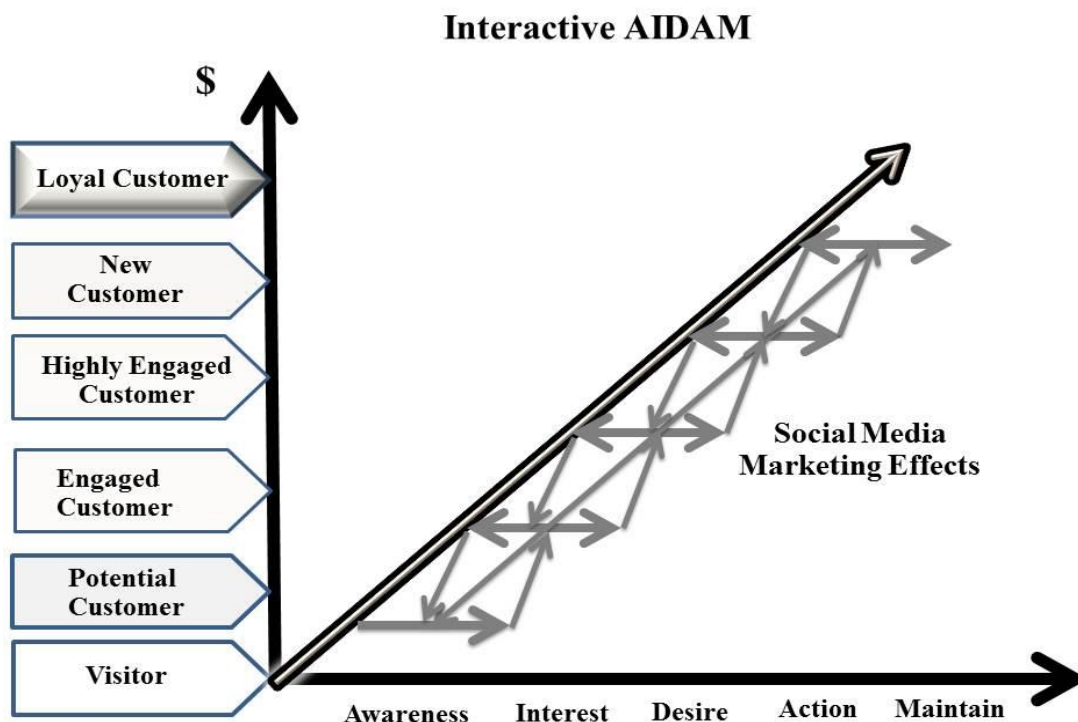 Interactive AIDAM
$
Loyal Customer
New
Customer
Highly Engaged
Customer
Engaged
Customer
Potential
Customer
Visitor
Social Media
Marketing Effects
Awareness Interest Desire Action Maintain